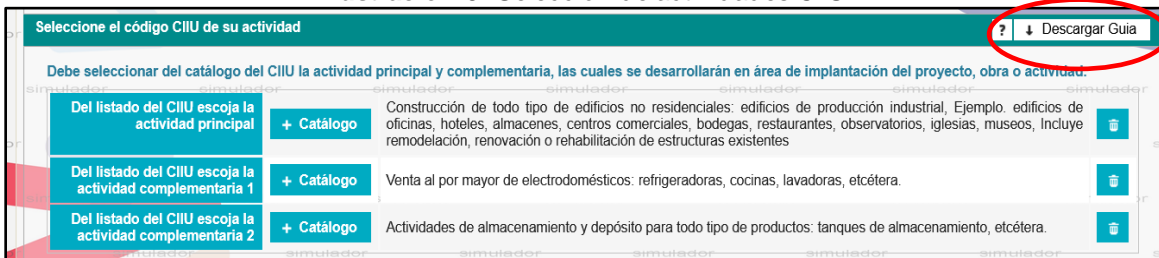 Seleccione el código CIIU de su actividad
? Descargar Guia
Debe seleccionar del catálogo del CIIU la actividad principal y complementaria, las cuales se desarrollarán en área de implantación del proyecto, obra o actividad.
Del listado del CIIU escoja la
actividad principal
+ Catálogo
Construcción de todo tipo de edificios no residenciales: edificios de producción industrial, Ejemplo. edificios de
oficinas, hoteles, almacenes, centros comerciales, bodegas, restaurantes, observatorios, iglesias, museos, Incluye
remodelación, renovación o rehabilitación de estructuras existentes
Del listado del CIIU escoja la
actividad complementaria 1
+ Catálogo
Venta al por mayor de electrodomésticos: refrigeradoras, cocinas, lavadoras, etcétera.
Del listado del CIIU escoja la
actividad complementaria 2
+ Catálogo
Actividades de almacenamiento y depósito para todo tipo de productos: tanques de almacenamiento, etcétera.
simulador simulador simulador simulador simulador